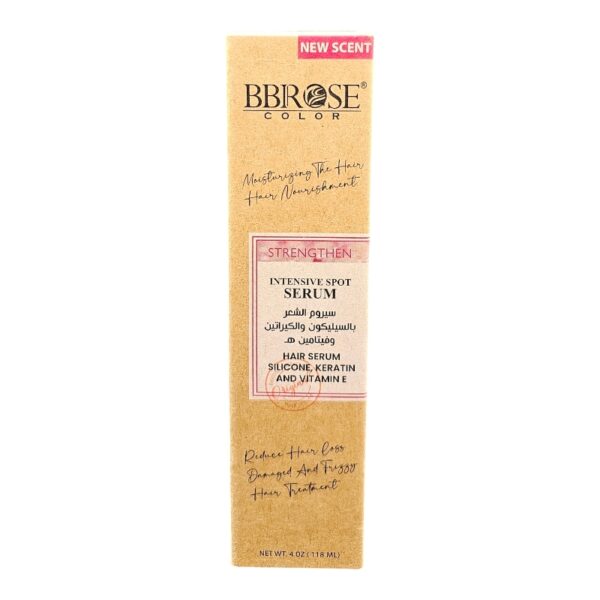 NEW SCENT
BBROSE®
COLOR
Moisturizing The Hair
Hair Nourishment
STRENGTHEN
INTENSIVE SPOT
SERUM
سيروم الشعر
بالسيليكون والكيراتين
وفيتامين هـ
HAIR SERUM
SILICONE, KERATIN
AND VITAMIN E
Original
Reduce Hair Loss
Damaged And Frizzy
Hair Treatment
NET WT. 4 OZ ( 118 ML)